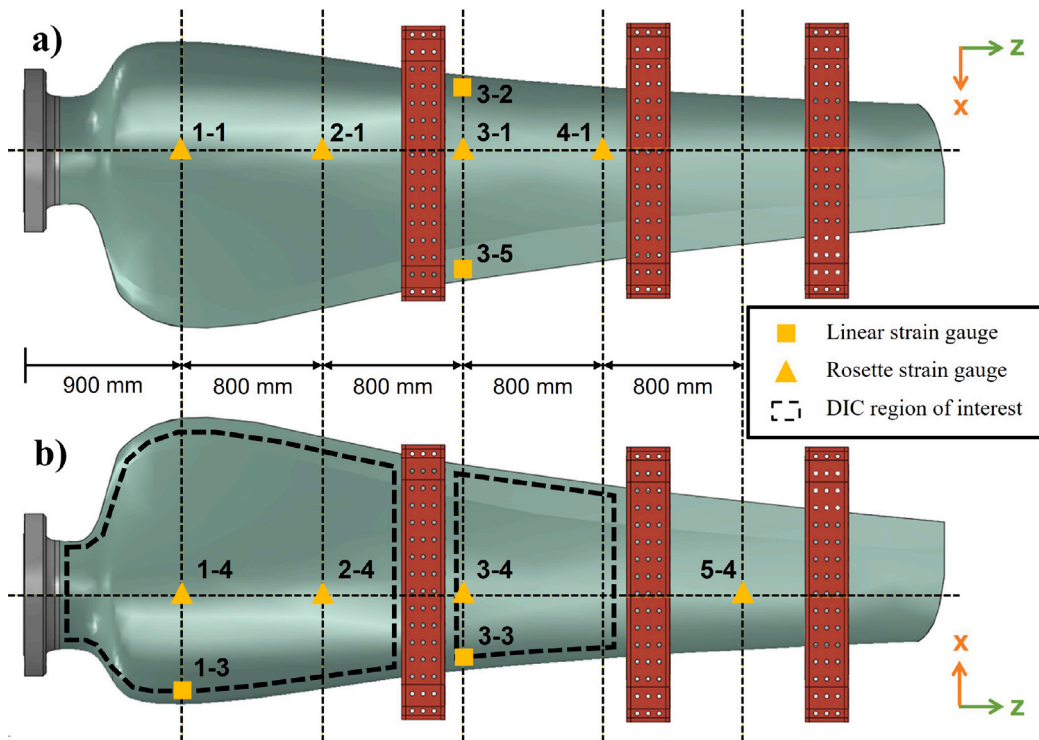 a)
z
x
3-2
1-1
2-1
3-1
4-1
3-5
900 mm
800 mm
800 mm
800 mm
800 mm
Linear strain gauge
Rosette strain gauge
DIC region of interest
b)
1-4
2-4
3-4
5-4
3-3
1-3
x
z